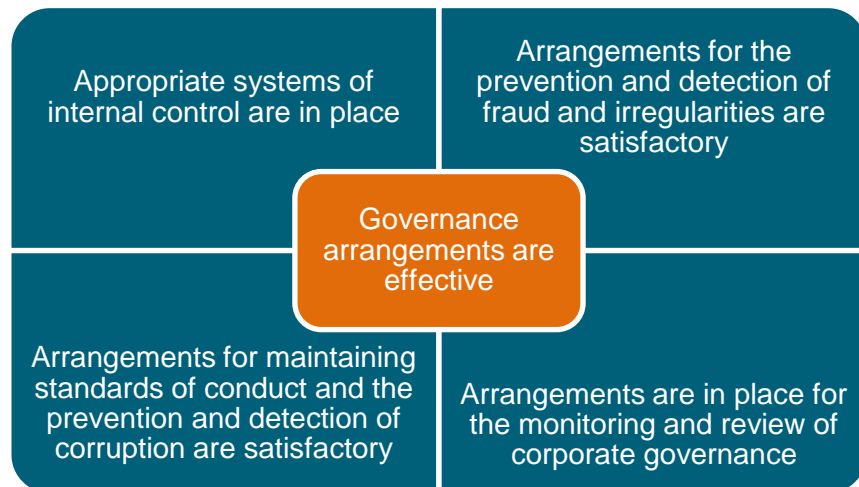 Appropriate systems of
internal control are in place
Arrangements for the
prevention and detection of
fraud and irregularities are
satisfactory
Governance
arrangements are
effective
Arrangements for maintaining
standards of conduct and the
prevention and detection of
corruption are satisfactory
Arrangements are in place for
the monitoring and review of
corporate governance